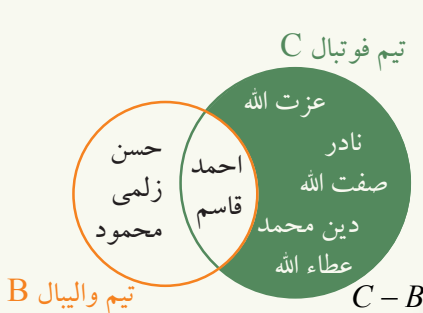 تیم فوتبال C
عزت الله
نادر
صفت الله
دین محمد
عطاء الله
احمد
قاسم
حسن
زلمی
محمود
تیم والیبال B
C – B